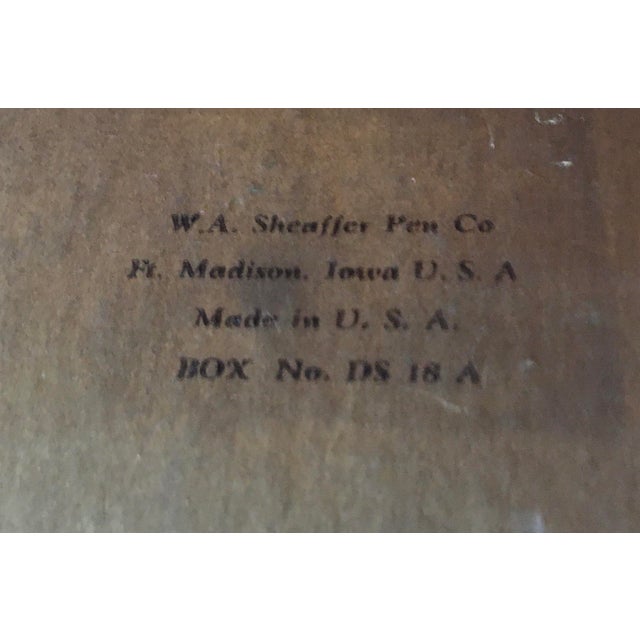 W.A. Sheaffer Pen Co
Ft. Madison. Iowa U. S. A
Made in U. S. A.
BOX No. DS 18 A